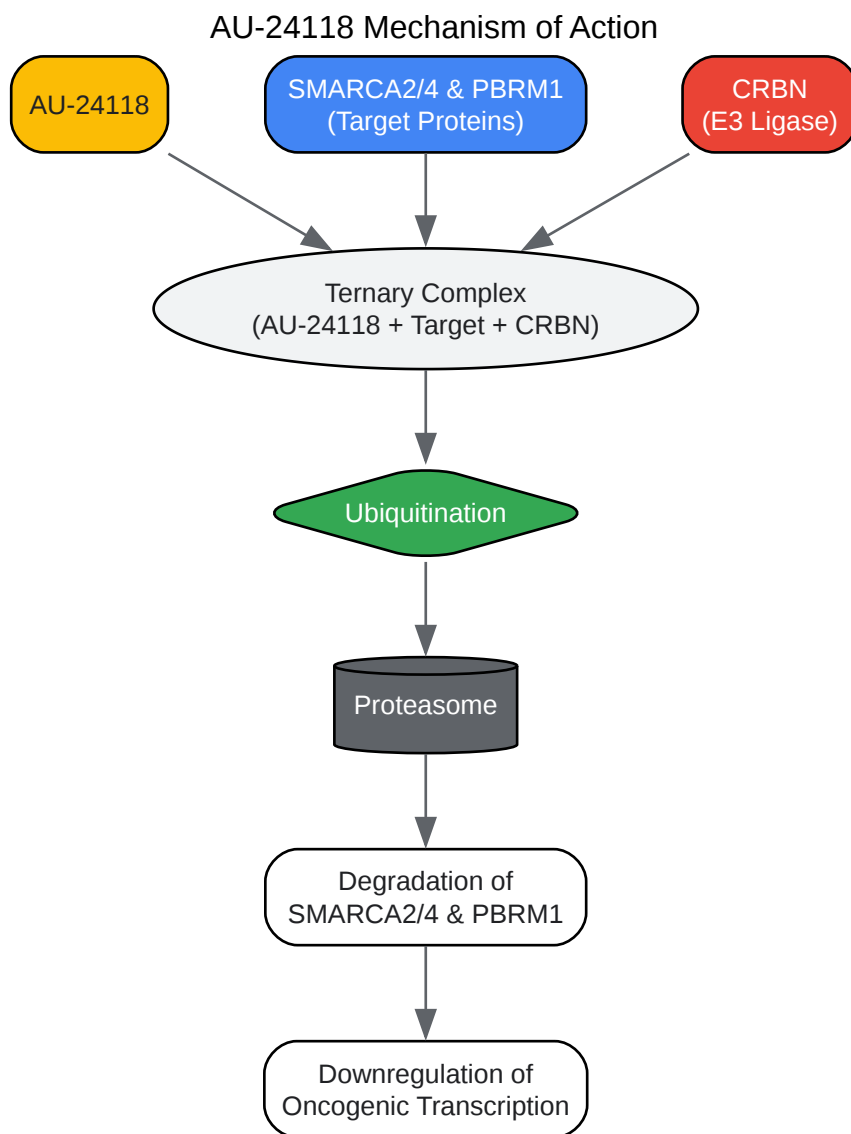 AU-24118 Mechanism of Action
AU-24118
SMARCA2/4 & PBRM1
(Target Proteins)
CRBN
(E3 Ligase)
Ternary Complex
(AU-24118 + Target + CRBN)
Ubiquitination
Proteasome
Degradation of
SMARCA2/4 & PBRM1
Downregulation of
Oncogenic Transcription